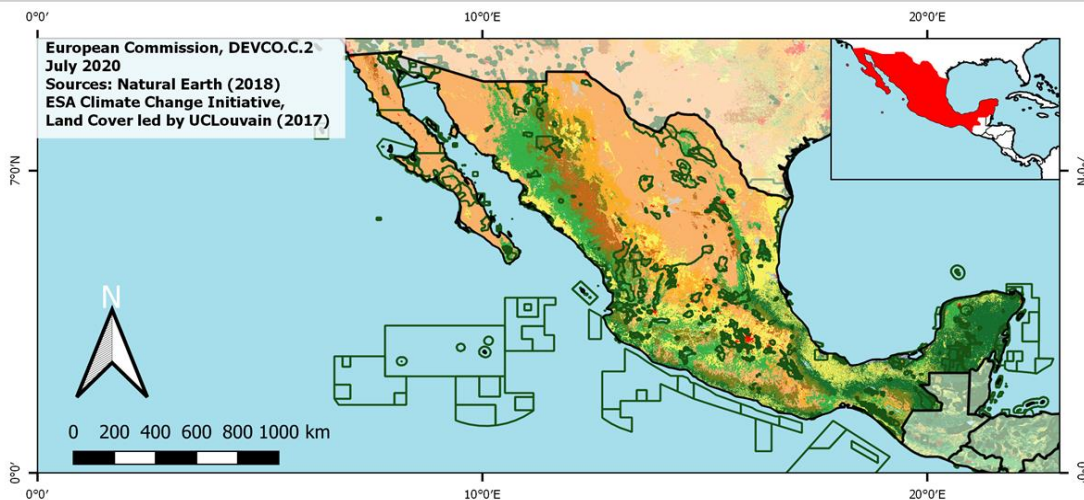 0°0′ 10°0′E 20°0′E
European Commission, DEVCO.C.2
July 2020
Sources: Natural Earth (2018)
ESA Climate Change Initiative,
Land Cover led by UCLouvain (2017)
7°0′N
N
0 200 400 600 800 1000 km
0°0′
0°0′ 10°0′E 20°0′E